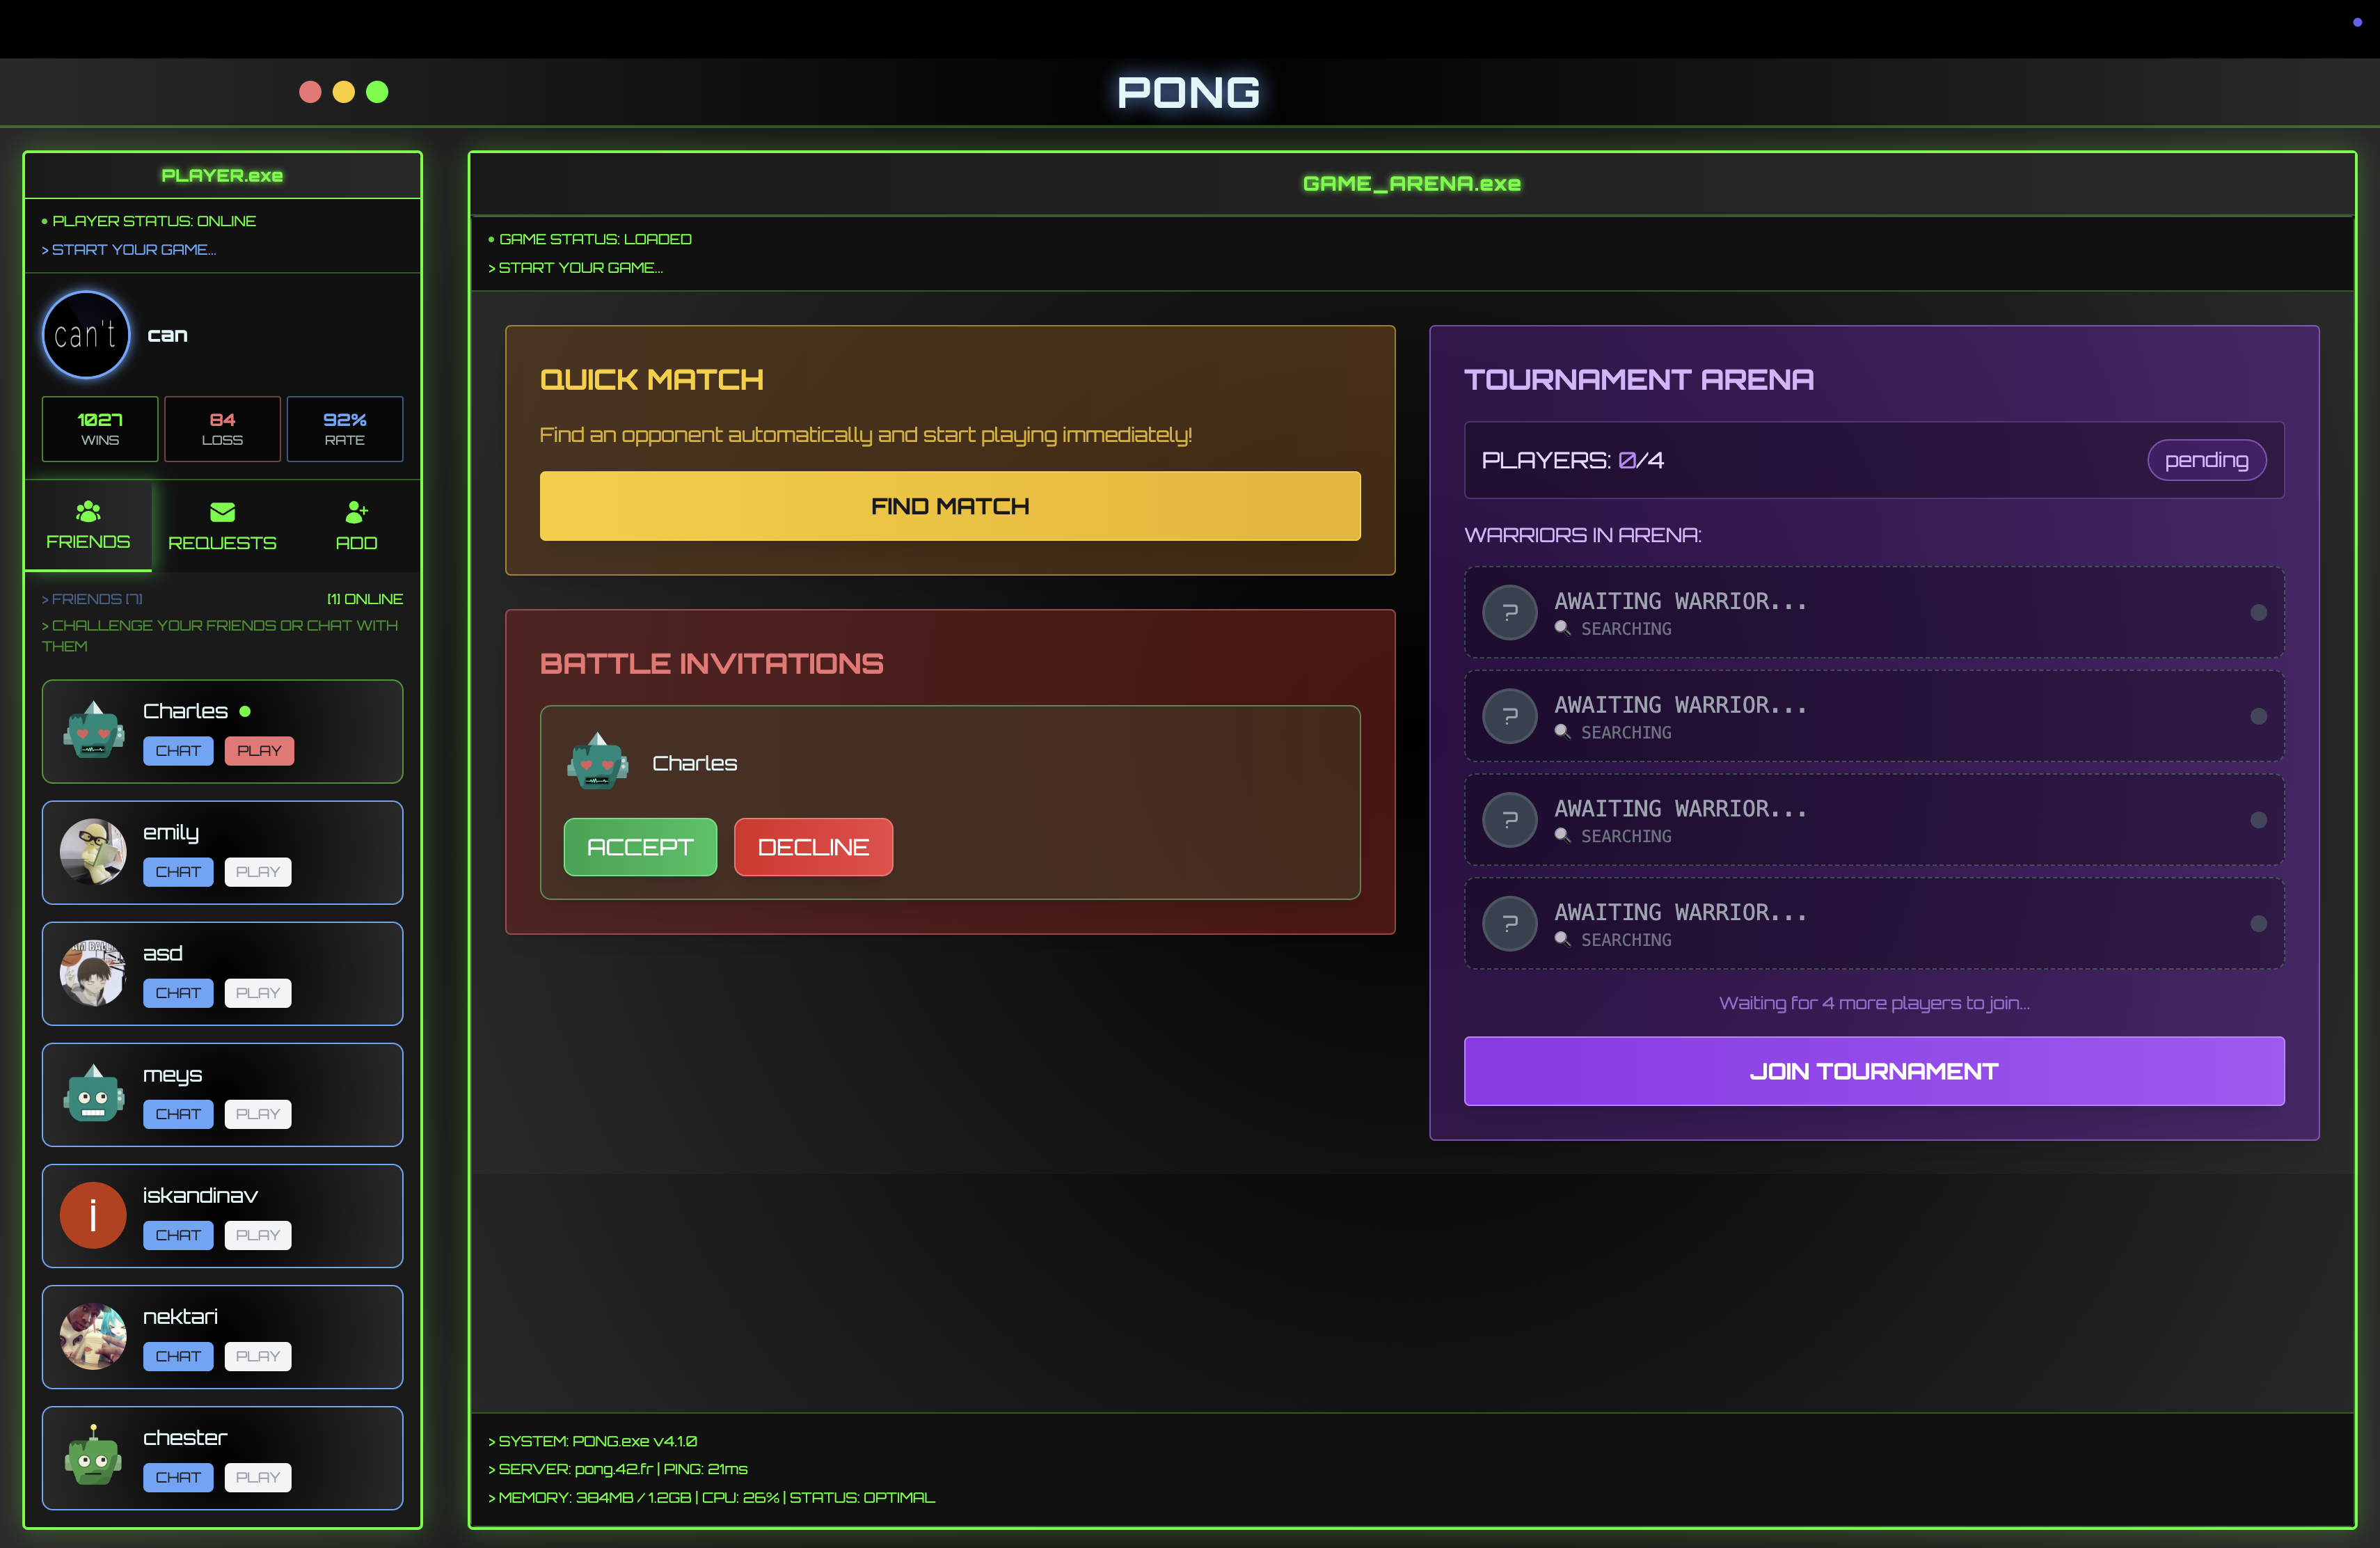 PONG
PLAYER.exe
• PLAYER STATUS: ONLINE
> START YOUR GAME...
can't
can
1027
WINS
84
LOSS
92%
RATE
FRIENDS
REQUESTS
ADD
> FRIENDS [7]
[1] ONLINE
> CHALLENGE YOUR FRIENDS OR CHAT WITH
THEM
Charles
CHAT
PLAY
emily
CHAT
PLAY
asd
CHAT
PLAY
meys
CHAT
PLAY
i
iskandinav
CHAT
PLAY
nektari
CHAT
PLAY
chester
CHAT
PLAY
GAME_ARENA.exe
• GAME STATUS: LOADED
> START YOUR GAME...
QUICK MATCH
Find an opponent automatically and start playing immediately!
FIND MATCH
BATTLE INVITATIONS
Charles
ACCEPT
DECLINE
TOURNAMENT ARENA
PLAYERS: 0/4
pending
WARRIORS IN ARENA:
?
AWAITING WARRIOR...
SEARCHING
?
AWAITING WARRIOR...
SEARCHING
?
AWAITING WARRIOR...
SEARCHING
?
AWAITING WARRIOR...
SEARCHING
Waiting for 4 more players to join...
JOIN TOURNAMENT
> SYSTEM: PONG.exe v4.1.0
> SERVER: pong.42.fr | PING: 21ms
> MEMORY: 384MB / 1.2GB | CPU: 26% | STATUS: OPTIMAL